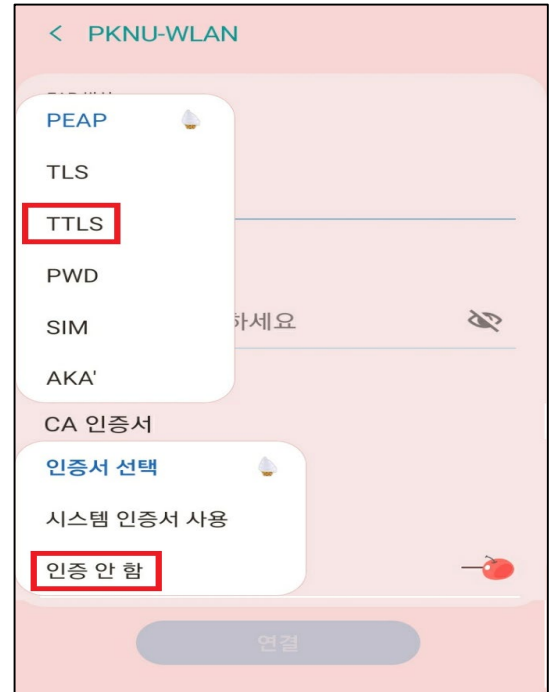 < PKNU-WLAN
PEAP
TLS
TTLS
PWD
하세요
SIM
AKA'
CA 인증서
인증서 선택
시스템 인증서 사용
인증 안 함
연결